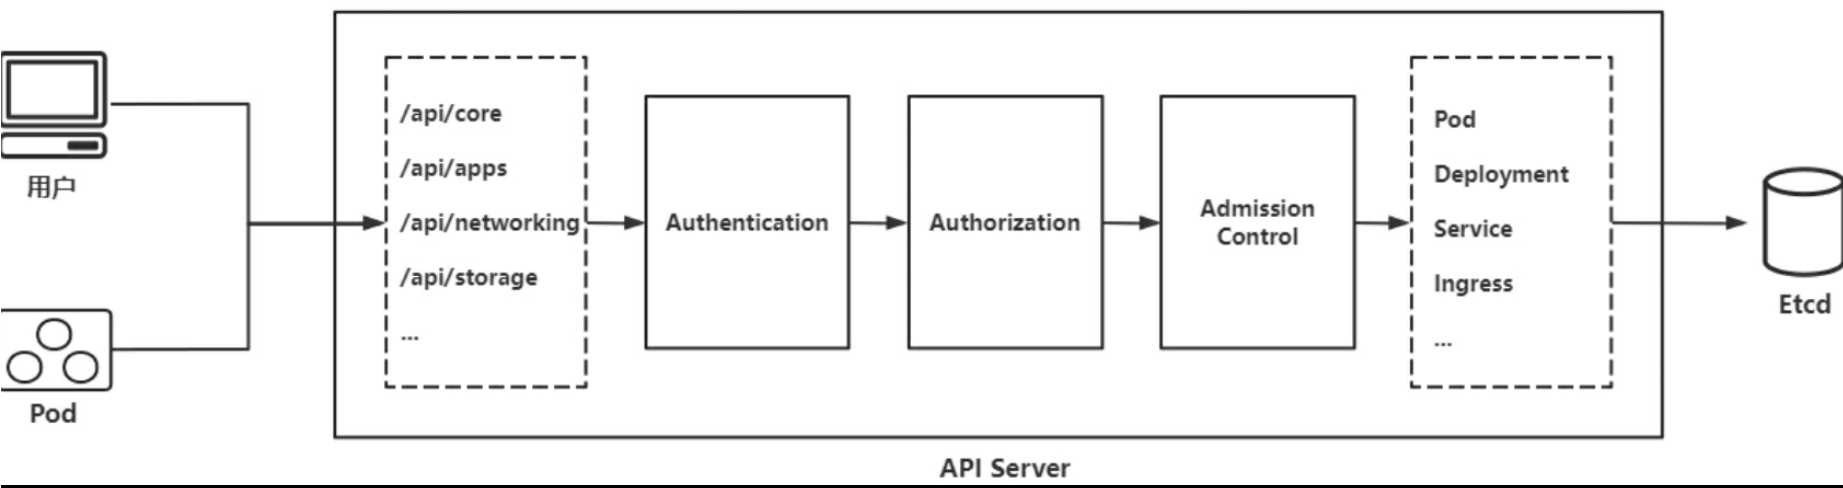 用户
Pod
/api/core
/api/apps
/api/networking
/api/storage
...
Authentication
Authorization
Admission
Control
Pod
Deployment
Service
Ingress
...
Etcd
API Server